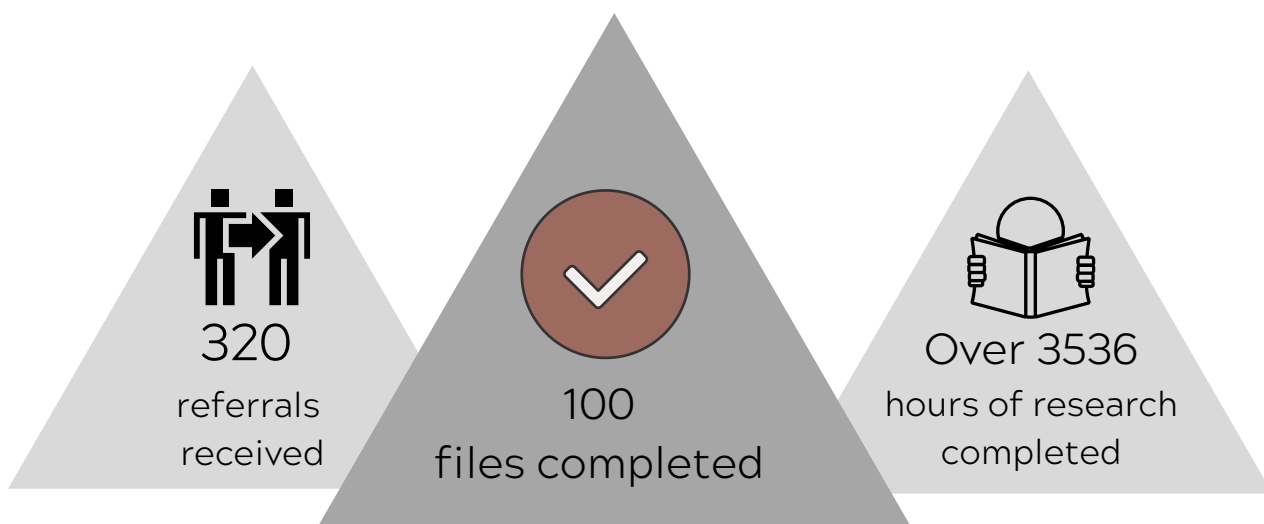 320
referrals
received
100
files completed
Over 3536
hours of research
completed